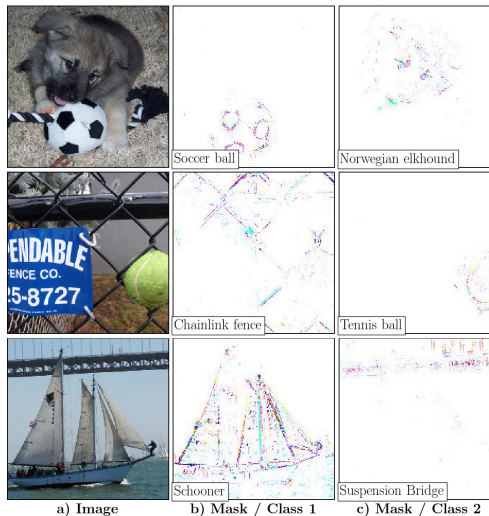 Soccer ball
Norwegian elkhound
PENDABLE
FENCE CO.
25-8727
Chainlink fence
Tennis ball
Schooner
Suspension Bridge
a) Image
b) Mask / Class 1
c) Mask / Class 2